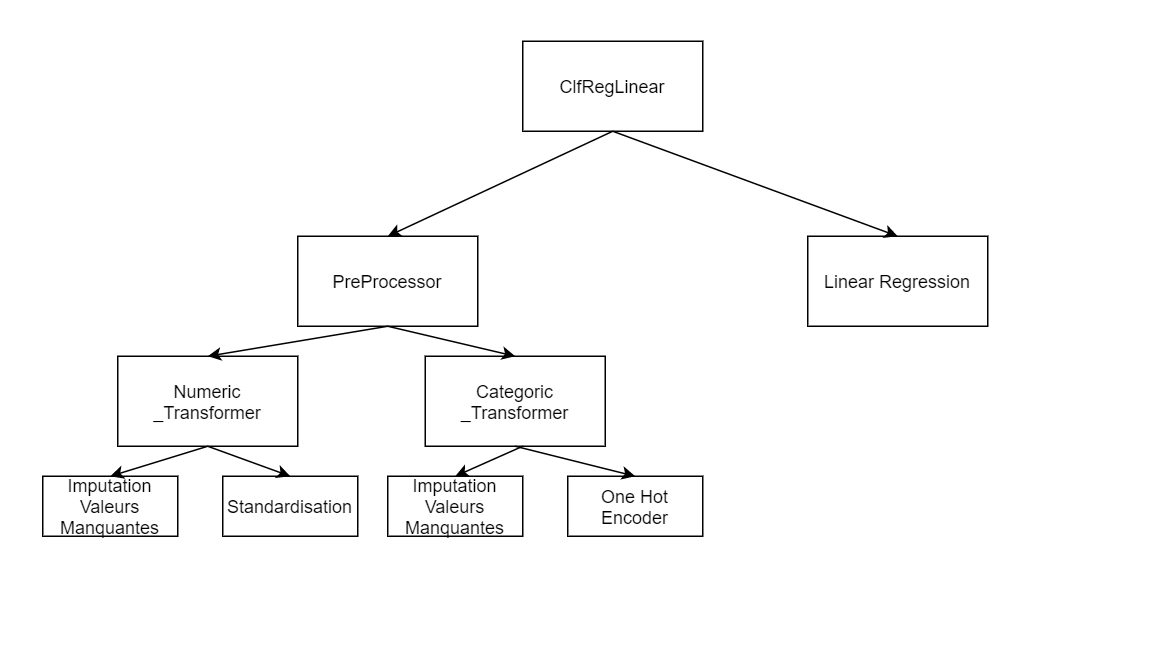 ClfRegLinear
PreProcessor
Linear Regression
Numeric
_Transformer
Categoric
_Transformer
Imputation
Valeurs
Manquantes
Standardisation
Imputation
Valeurs
Manquantes
One Hot
Encoder